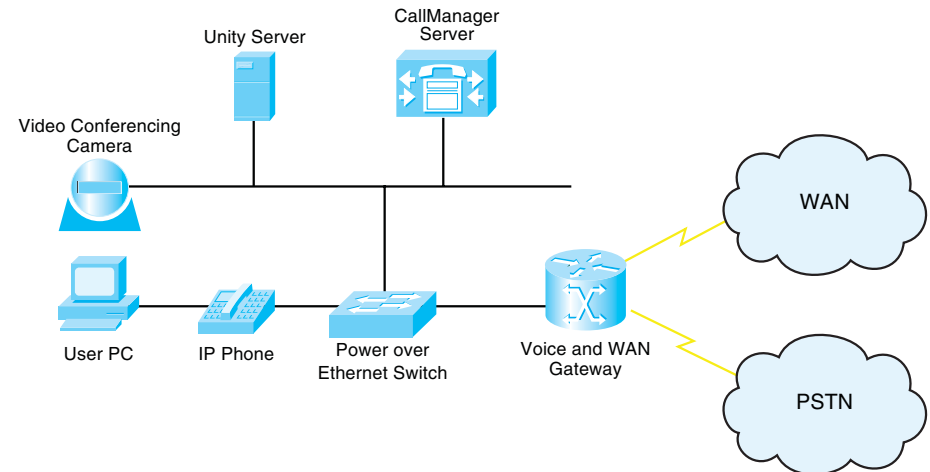 CallManager
Server
Unity Server
Video Conferencing
Camera
WAN
User PC
IP Phone
Power over
Ethernet Switch
Voice and WAN
Gateway
PSTN